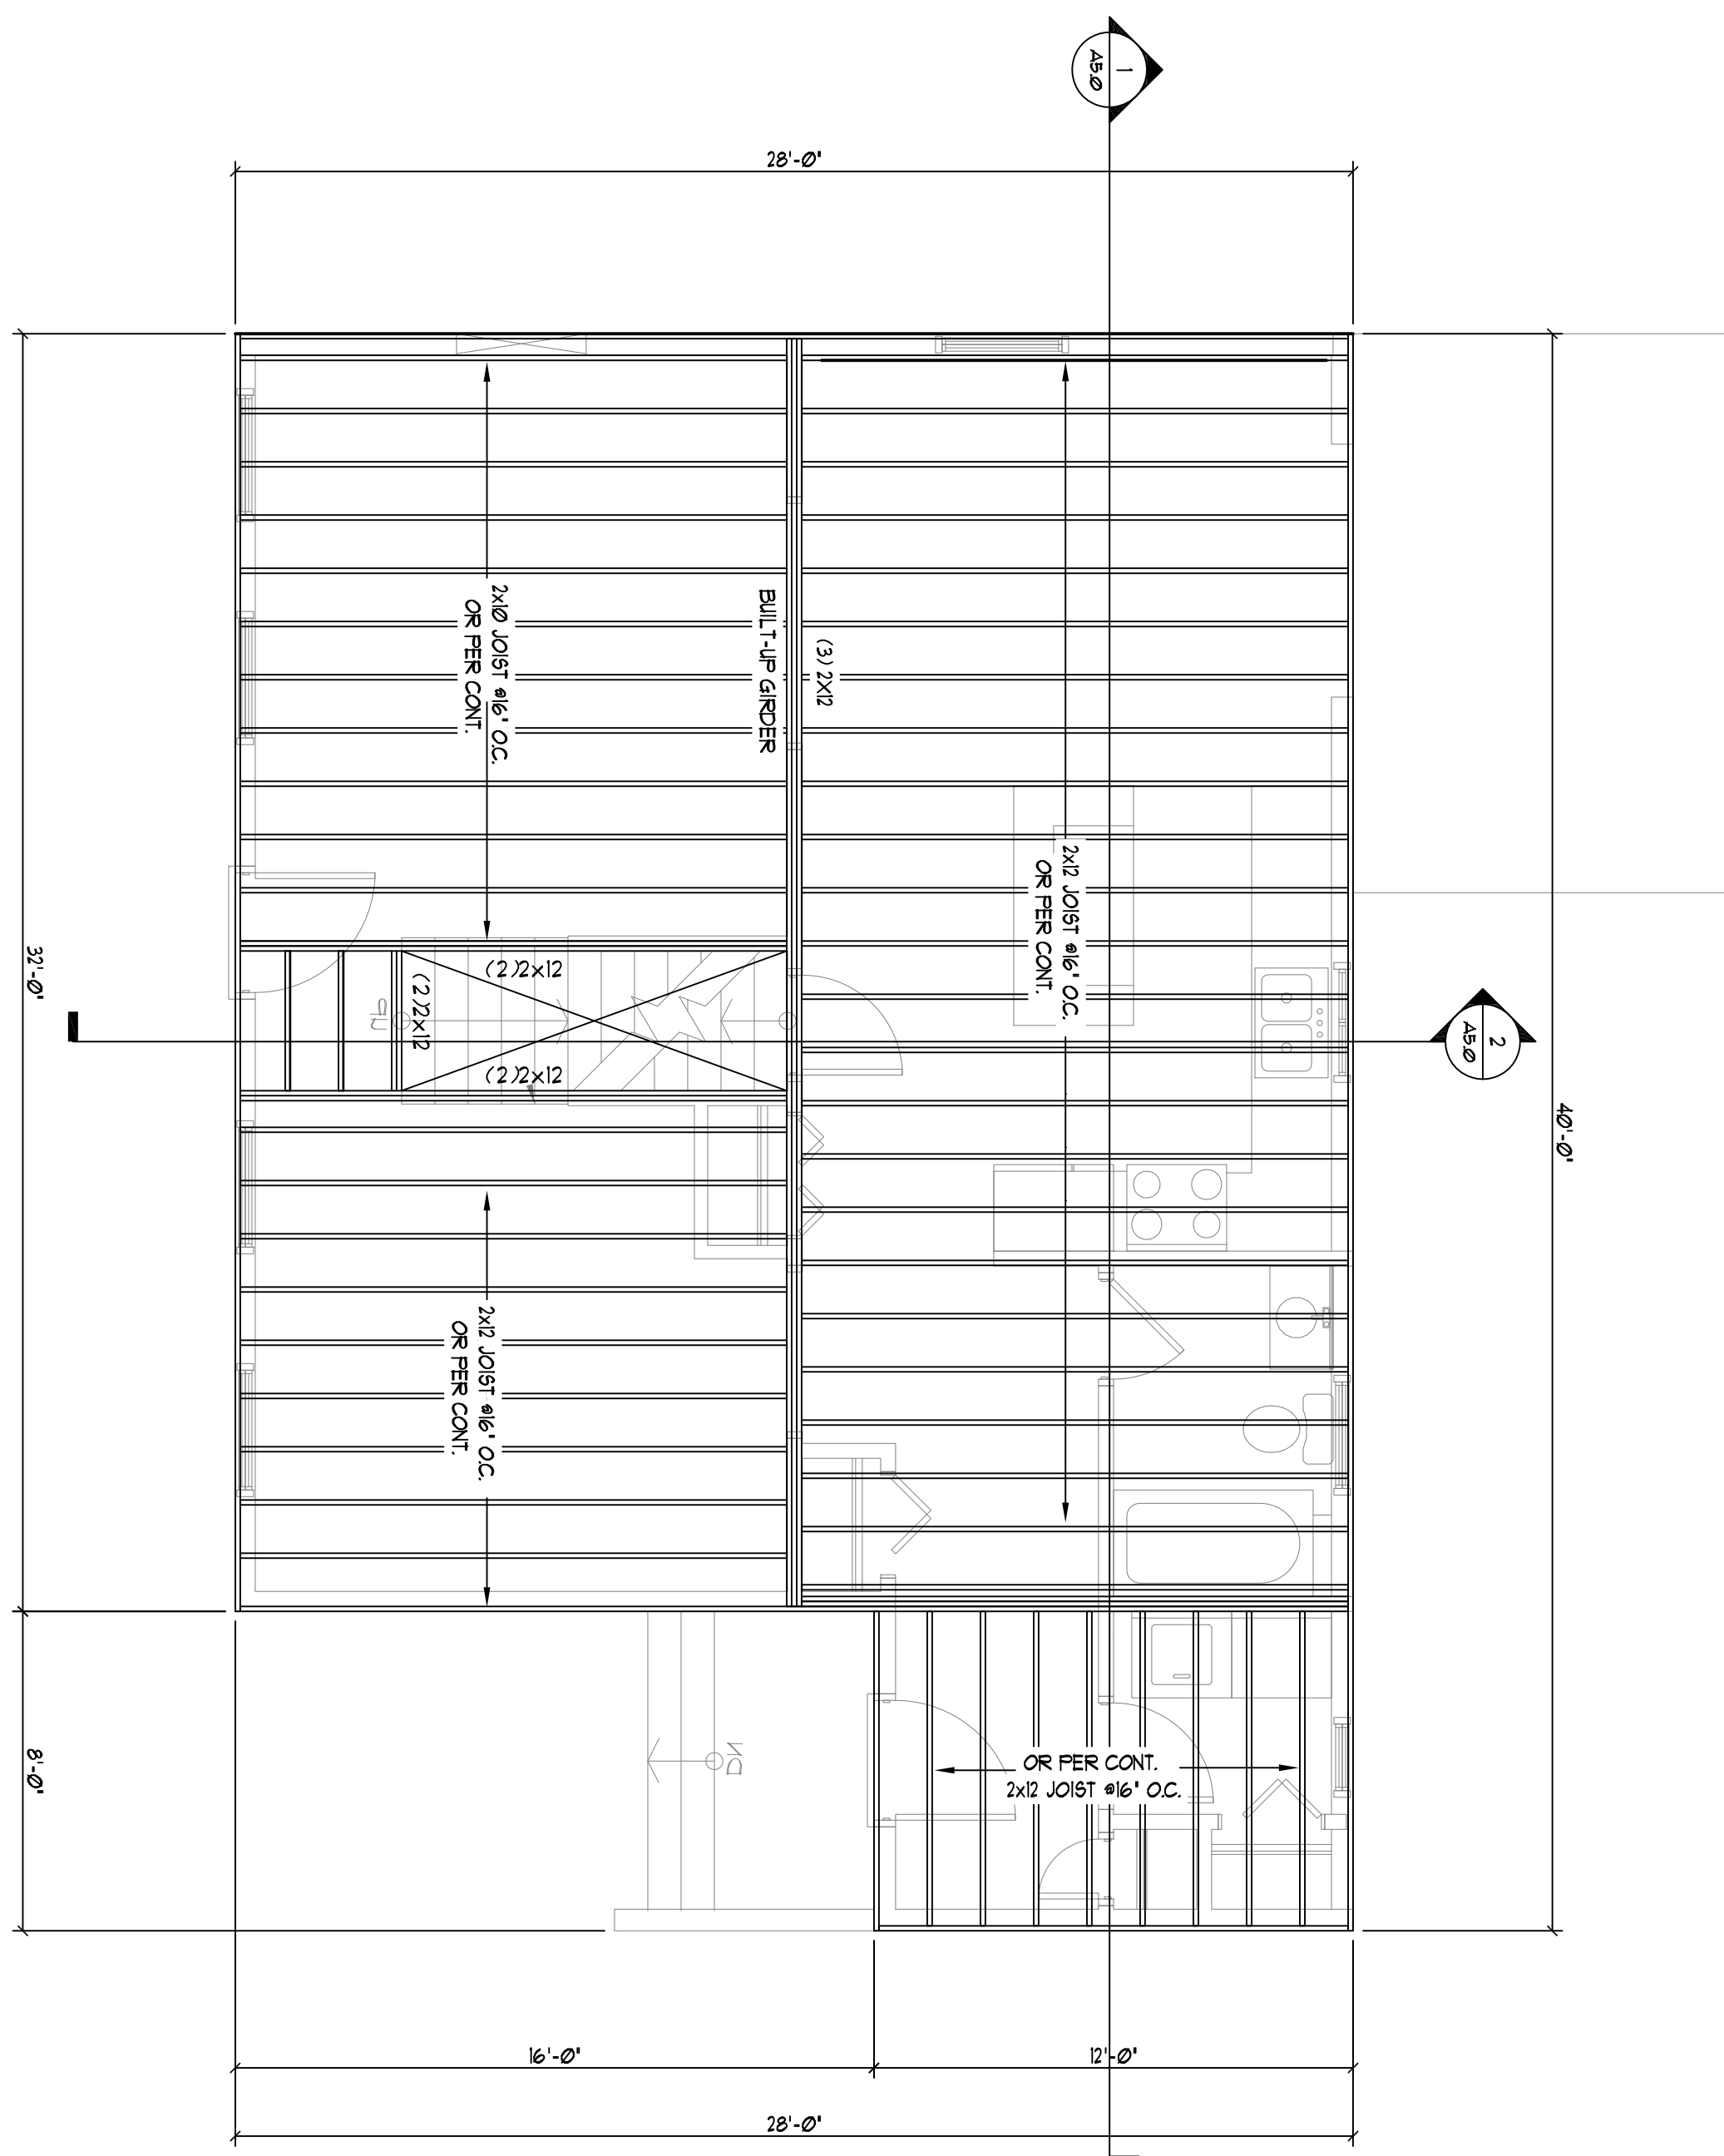 1
A5.0
28'-0"
2x10 JOIST @16" O.C.
OR PER CONT.
BUILT-UP GIRDER
(3) 2X12
2x12 JOIST @16" O.C.
OR PER CONT.
(2)2x12
(2)2x12
(2)2x12
UP
2
A5.0
32'-0"
40'-0"
2x12 JOIST @16" O.C.
OR PER CONT.
OR PER CONT.
2x12 JOIST @16" O.C.
DN
8'-0"
16'-0"
12'-0"
28'-0"